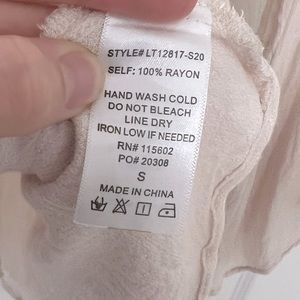 STYLE# LT12817-S20
SELF: 100% RAYON
HAND WASH COLD
DO NOT BLEACH
LINE DRY
IRON LOW IF NEEDED
RN# 115602
PO# 20308
S
MADE IN CHINA